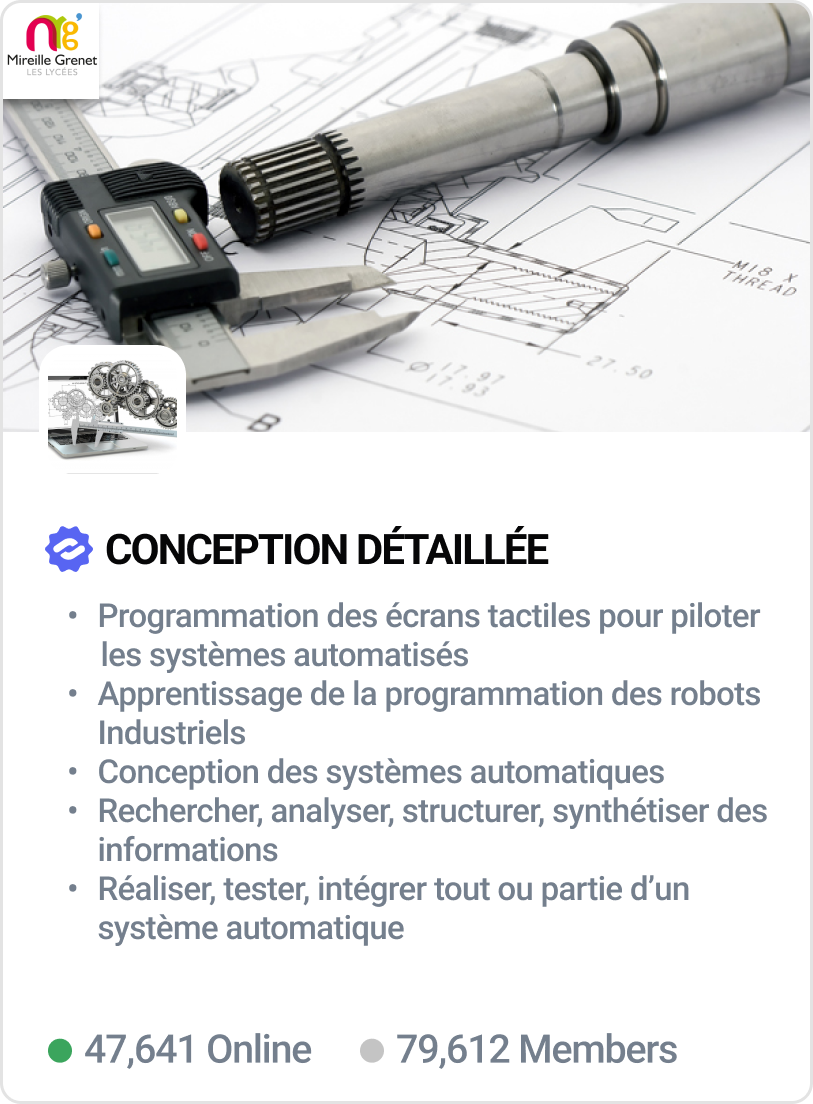 Mireille Grenet
LES LYCÉES
M18 X
THREAD
27.50
Ø 17.97
17.93
B
CONCEPTION DÉTAILLÉE
• Programmation des écrans tactiles pour piloter
les systèmes automatisés
• Apprentissage de la programmation des robots
Industriels
• Conception des systèmes automatiques
• Rechercher, analyser, structurer, synthétiser des
informations
• Réaliser, tester, intégrer tout ou partie d’un
système automatique
47,641 Online
79,612 Members